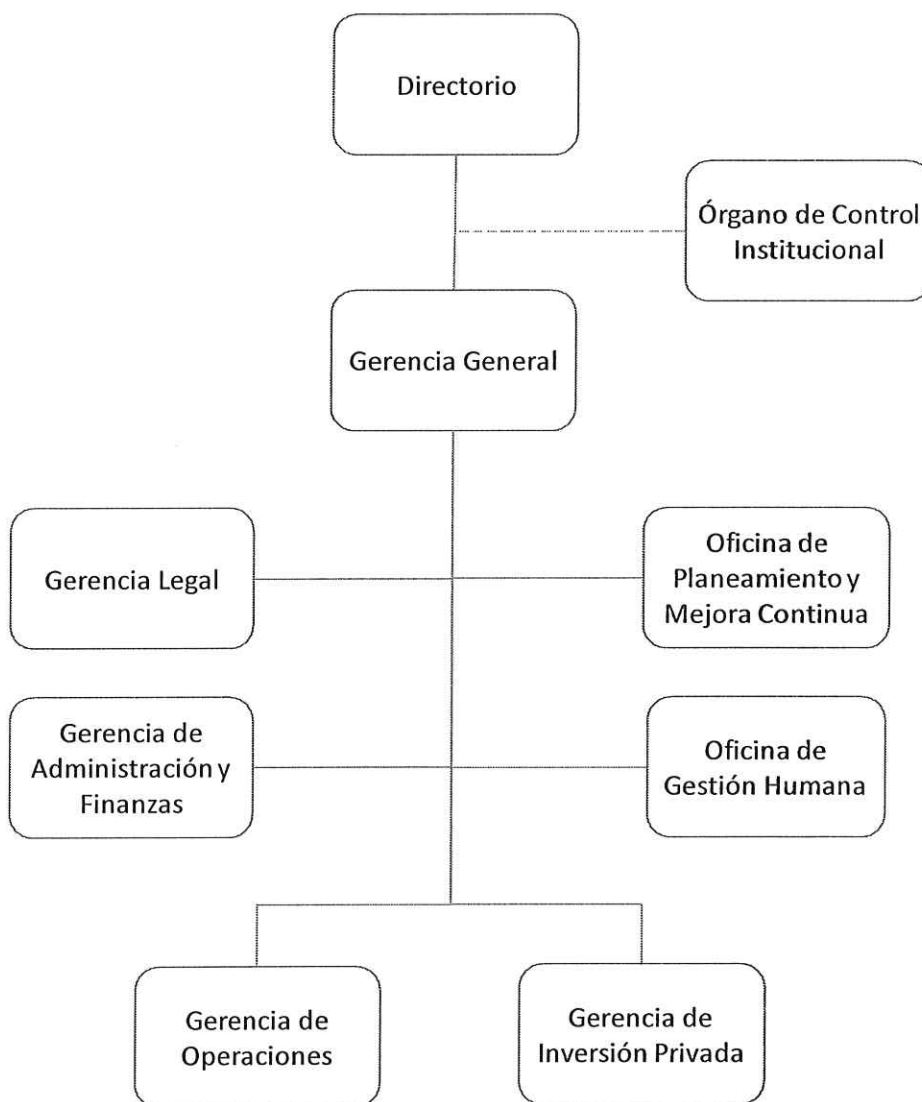 Directorio
Órgano de Control
Institucional
Gerencia General
Gerencia Legal
Oficina de
Planeamiento y
Mejora Continua
Gerencia de
Administración y
Finanzas
Oficina de
Gestión Humana
Gerencia de
Operaciones
Gerencia de
Inversión Privada